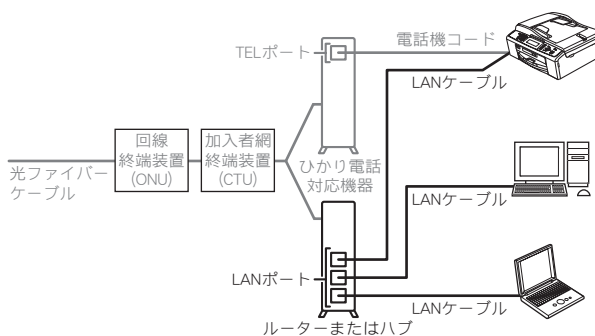 TELポート
電話機コード
LANケーブル
回線
終端装置
(ONU)
加入者網
終端装置
(CTU)
光ファイバー
ケーブル
ひかり電話
対応機器
LANケーブル
LANポート
LANケーブル
ルーターまたはハブ